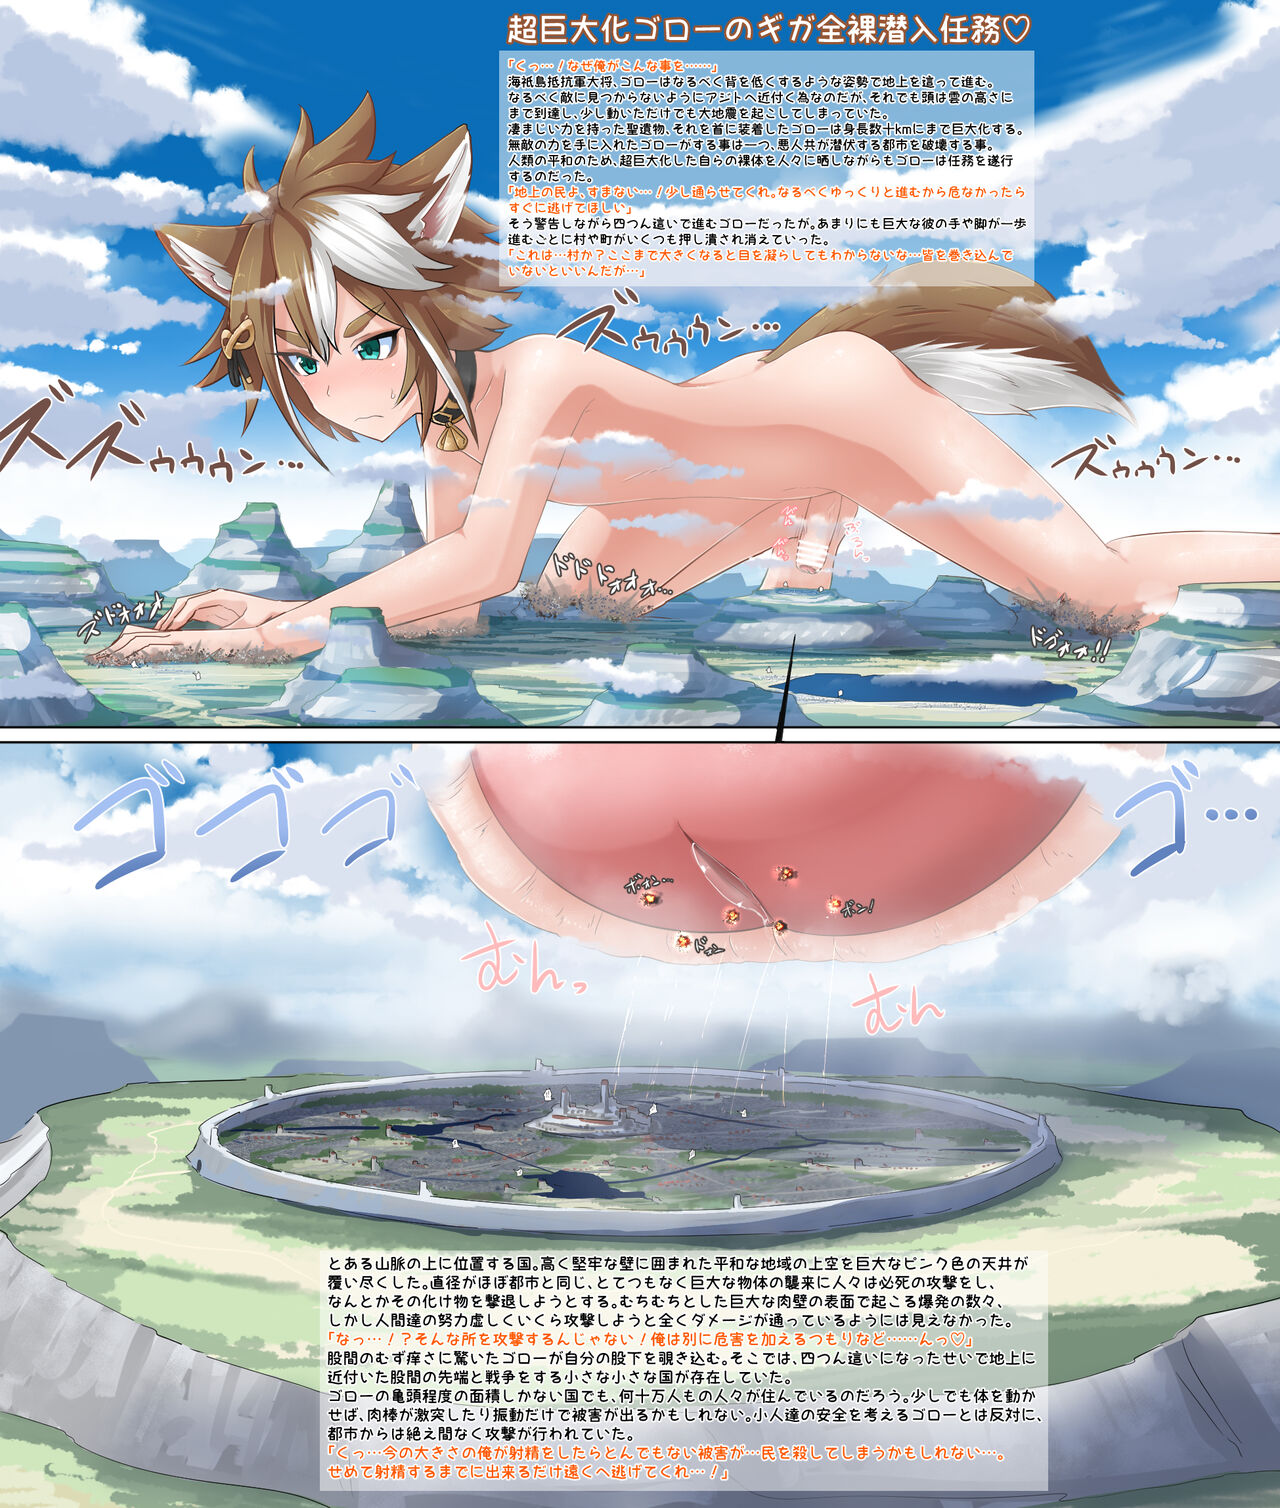 超巨大化ゴローのギガ全裸潜入任務♡
「くっ…！なぜ俺がこんな事を……」
海祇島抵抗軍大将、ゴローはなるべく背を低くするような姿勢で地上を這って進む。
なるべく敵に見つからないようにアジトへ近付く為なのだが、それでも頭は雲の高さに
まで到達し、少し動いただけでも大地震を起こしてしまっていた。
凄まじい力を持った聖遺物、それを首に装着したゴローは身長数十kmにまで巨大化する。
無敵の力を手に入れたゴローがする事は一つ、悪人共が潜伏する都市を破壊する事。
人類の平和のため、超巨大化した自らの裸体を人々に晒しながらもゴローは任務を遂行
するのだった。
「地上の民よ、すまない…！少し通らせてくれ。なるべくゆっくりと進むから危なかったら
すぐに逃げてほしい」
そう警告しながら四つん這いで進むゴローだったが、あまりにも巨大な彼の手や脚が一歩
進むごとに村や町がいくつも押し潰され消えていった。
「これは…村か？ここまで大きくなると目を凝らしてもわからないな…皆を巻き込んで
いないといいんだが…」
ズゥゥウン…
ズズゥゥウゥン…
ズゥゥウン…
びん
びんっ
ぶるんっ
ドドドォオォ…
ズドォオォ
ドゴォオ!!
ゴゴゴ
ゴ…
ボォン…
ボン!
ドォン
むんっ
むん
とある山脈の上に位置する国。高く堅牢な壁に囲まれた平和な地域の上空を巨大なピンク色の天井が
覆い尽くした。直径がほぼ都市と同じ、とてつもなく巨大な物体の襲来に人々は必死の攻撃をし、
なんとかその化け物を撃退しようとする。むちむちとした巨大な肉壁の表面で起こる爆発の数々、
しかし人間達の努力虚しくいくら攻撃しようと全くダメージが通っているようには見えなかった。
「なっ…！？そんな所を攻撃するんじゃない！俺は別に危害を加えるつもりなど……んっ♡」
股間のむず痒さに驚いたゴローが自分の股下を覗き込む。そこでは、四つん這いになったせいで地上に
近付いた股間の先端と戦争をする小さな小さな国が存在していた。
ゴローの亀頭程度の面積しかない国でも、何十万人もの人々が住んでいるのだろう。少しでも体を動か
せば、肉棒が激突したり振動だけで被害が出るかもしれない。小人達の安全を考えるゴローとは反対に、
都市からは絶え間なく攻撃が行われていた。
「くっ…今の大きさの俺が射精をしたらとんでもない被害が…民を殺してしまうかもしれない…。
せめて射精するまでに出来るだけ遠くへ逃げてくれ…！」